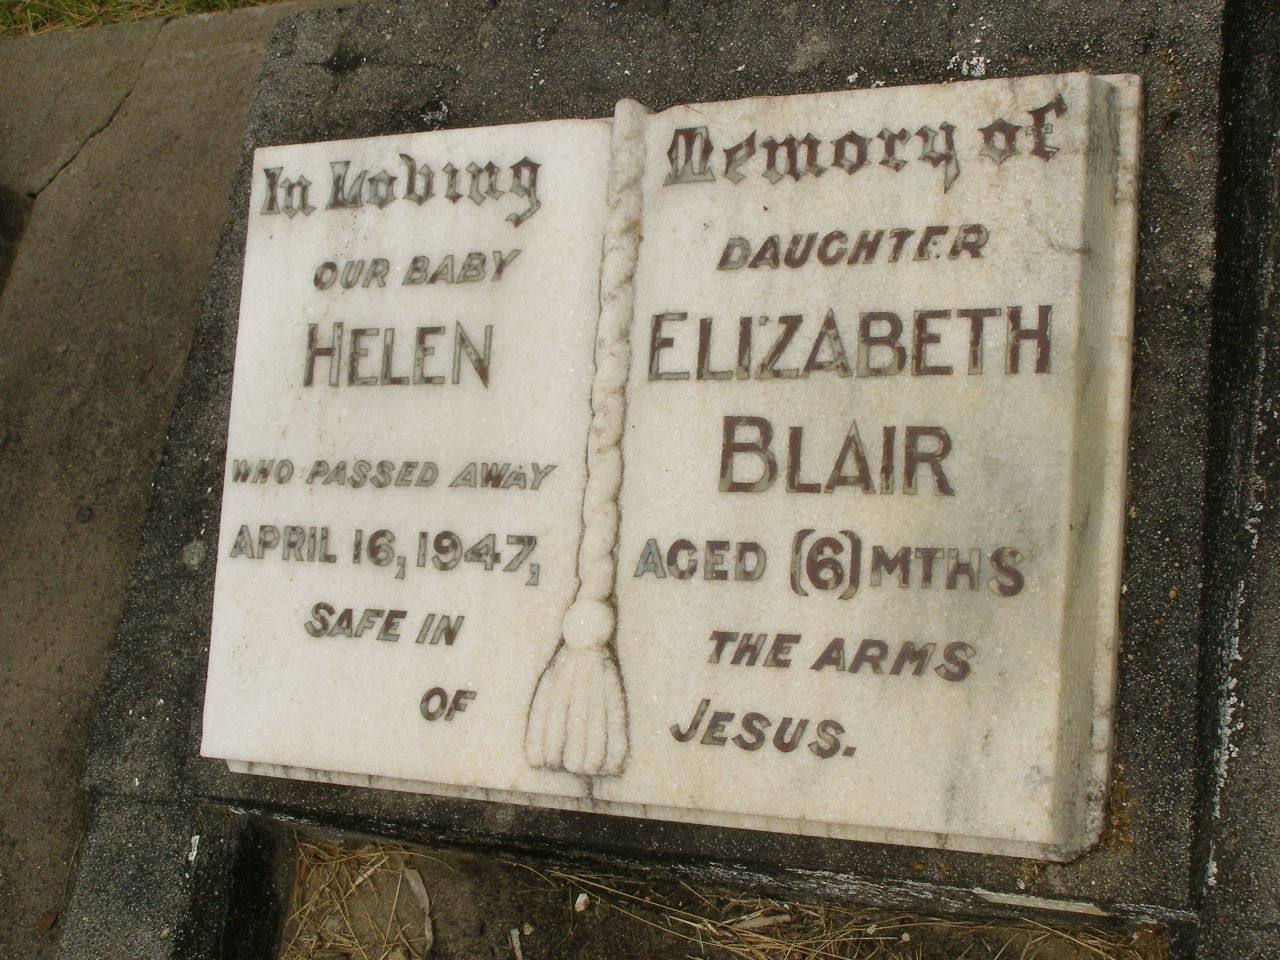 In Loving Memory of
OUR BABY DAUGHTER
HELEN ELIZABETH
BLAIR
WHO PASSED AWAY
APRIL 16, 1947, AGED (6) MTHS
SAFE IN THE ARMS
OF JESUS.